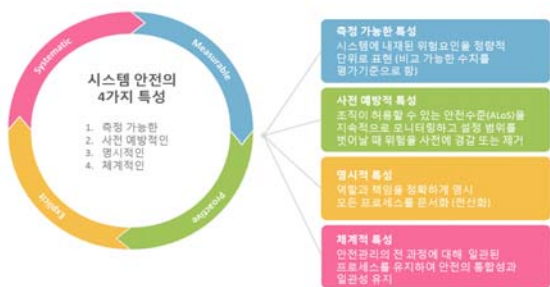 Systematic
Measurable
Explicit
Proactive
시스템 안전의
4가지 특성
1. 측정 가능한
2. 사전 예방적인
3. 명시적인
4. 체계적인
측정 가능한 특성
시스템에 내재된 위험요인을 정량적
단위로 표현 (비교 가능한 수치를
평가기준으로 함)
사전 예방적 특성
조직이 허용할 수 있는 안전수준(ALoS)을
지속적으로 모니터링하고 설정 범위를
벗어날 때 위험을 사전에 경감 또는 제거
명시적 특성
역할과 책임을 정확하게 명시
모든 프로세스를 문서화 (전산화)
체계적 특성
안전관리의 전 과정에 대해 일관된
프로세스를 유지하여 안전의 통합성과
일관성 유지